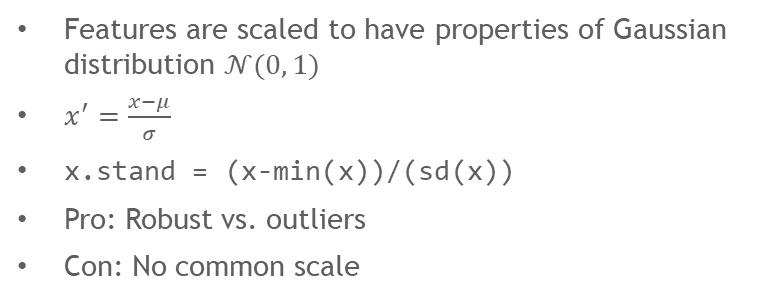 • Features are scaled to have properties of Gaussian
distribution 𝒩(0, 1)
• x′ = (x−μ)/σ
• x.stand = (x-min(x))/(sd(x))
• Pro: Robust vs. outliers
• Con: No common scale